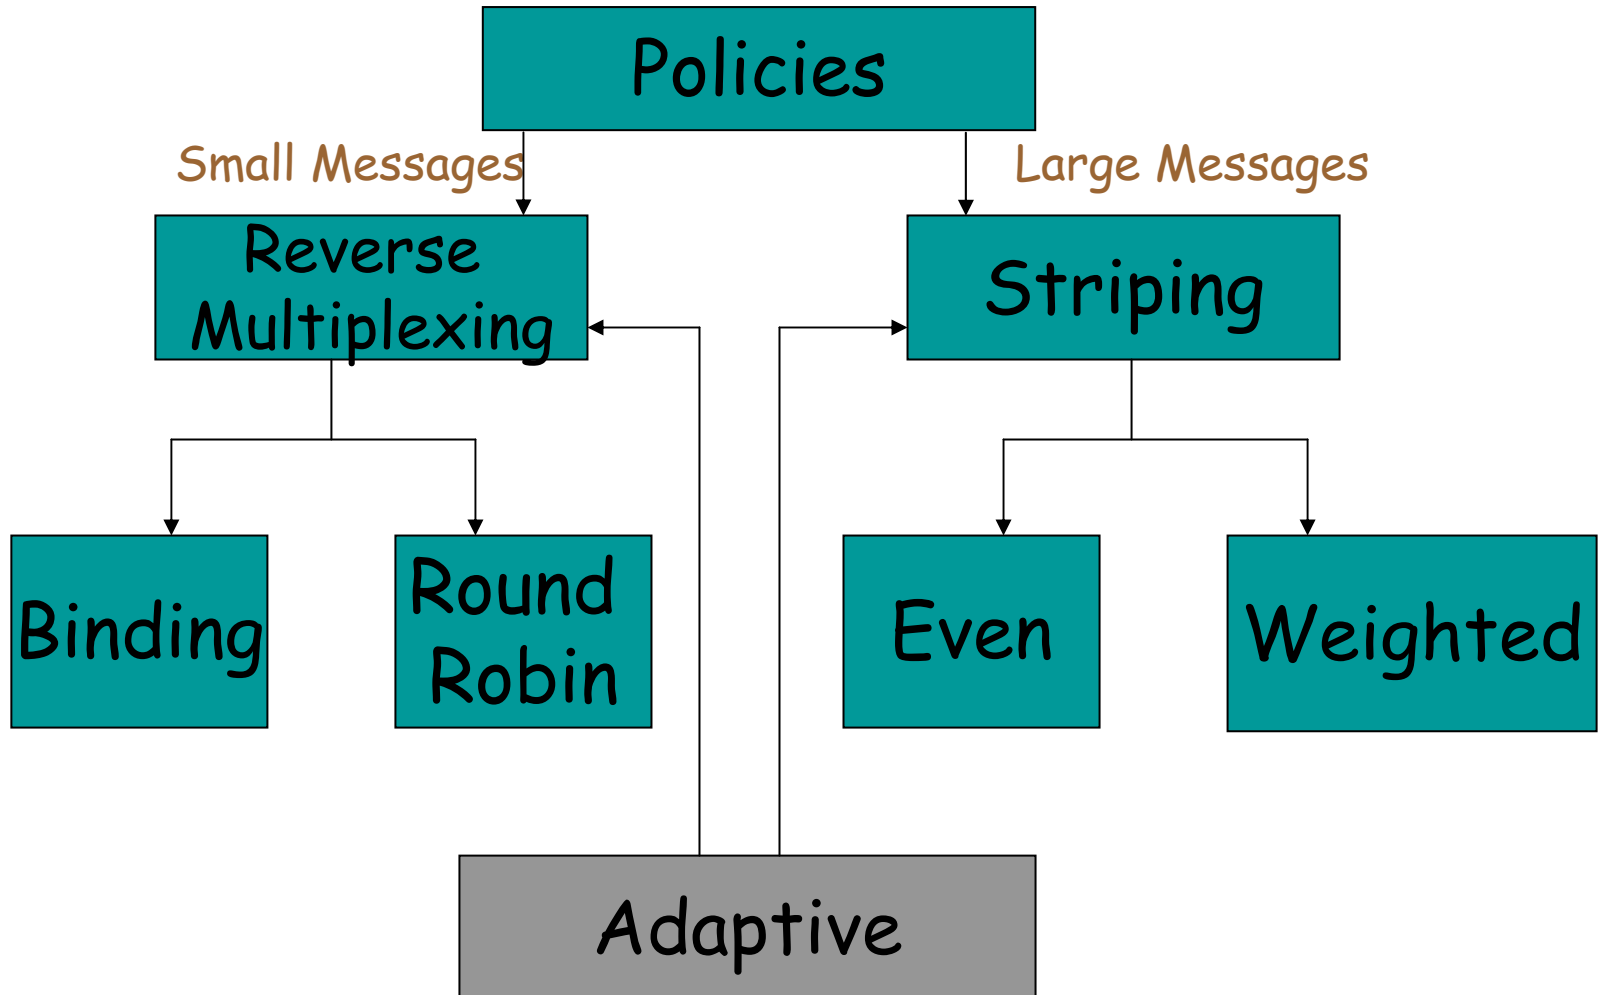 Policies
Small Messages
Large Messages
Reverse
Multiplexing
Striping
Binding
Round
Robin
Even
Weighted
Adaptive